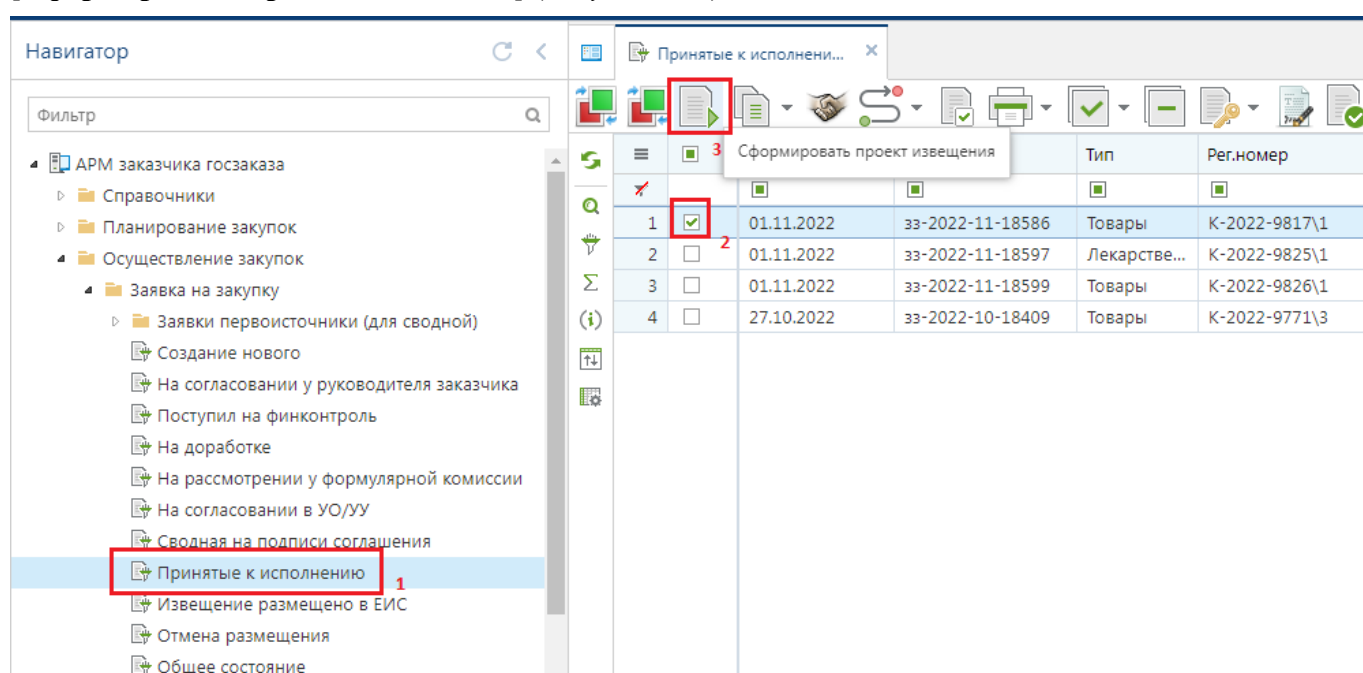 Навигатор
Принятые к исполнени...
Фильтр
3
Сформировать проект извещения
Тип
Рег.номер
АРМ заказчика госзаказа
Справочники
Планирование закупок
Осуществление закупок
Заявка на закупку
Заявки первоисточники (для сводной)
Создание нового
На согласовании у руководителя заказчика
Поступил на финконтроль
На доработке
На рассмотрении у формулярной комиссии
На согласовании в УО/УУ
Сводная на подписи соглашения
Принятые к исполнению
1
Извещение размещено в ЕИС
Отмена размещения
Общее состояние
1 01.11.2022 зз-2022-11-18586 Товары К-2022-9817\1
2
2 01.11.2022 зз-2022-11-18597 Лекарстве... К-2022-9825\1
3 01.11.2022 зз-2022-11-18599 Товары К-2022-9826\1
4 27.10.2022 зз-2022-10-18409 Товары К-2022-9771\3